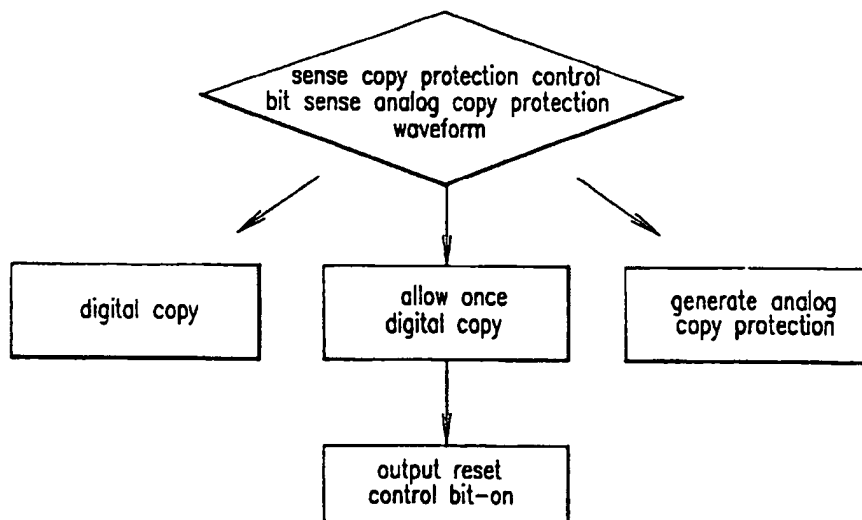 sense copy protection control
bit sense analog copy protection
waveform
digital copy
allow once
digital copy
generate analog
copy protection
output reset
control bit-on